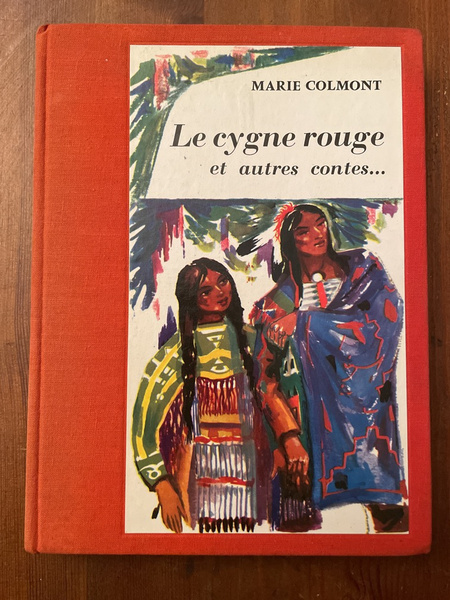 MARIE COLMONT
Le cygne rouge
et autres contes...